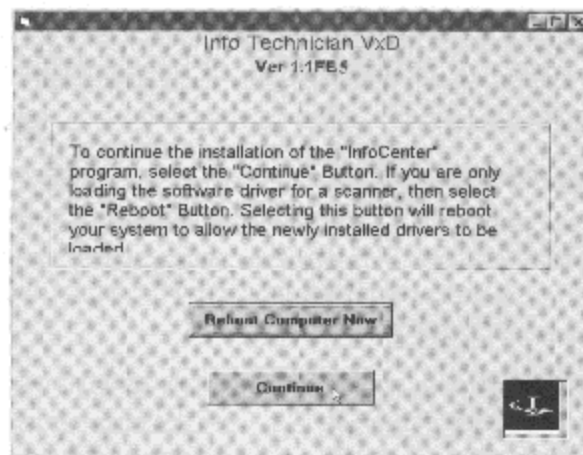 Info Technician VxD
Ver 1.1FB5
To continue the installation of the "InfoCenter"
program, select the "Continue" Button. If you are only
loading the software driver for a scanner, then select
the "Reboot" Button. Selecting this button will reboot
your system to allow the newly installed drivers to be
loaded
Reboot Computer Now
Continue